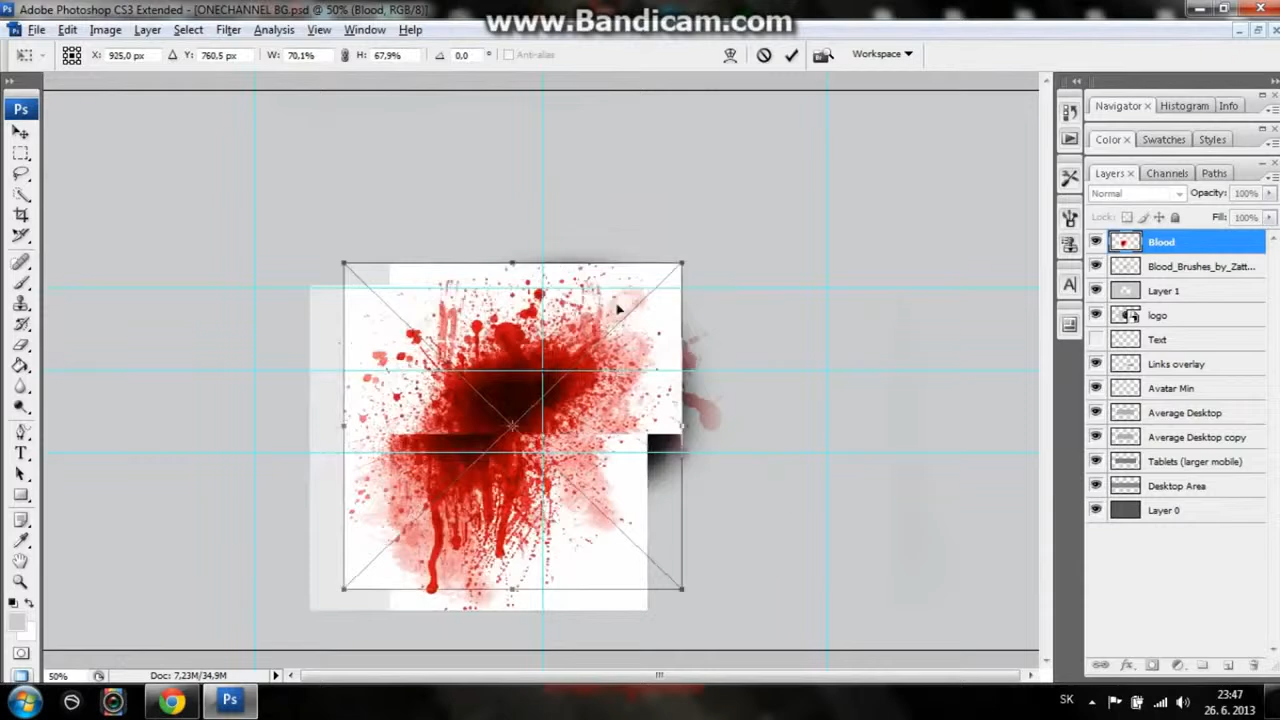 Adobe Photoshop CS3 Extended - [ONECHANNEL BG.psd @ 50% (Blood, RGB/8)]
www.Bandicam.com
File Edit Image Layer Select Filter Analysis View Window Help
X: 925,0 px Y: 760,5 px W: 70,1% H: 67,9% 0,0 ° Anti-alias Workspace
Ps
Navigator Histogram Info
Color Swatches Styles
Layers Channels Paths
Normal Opacity: 100%
Lock: Fill: 100%
Blood
Blood_Brushes_by_Zatt...
Layer 1
logo
Text
Links overlay
Avatar Min
Average Desktop
Average Desktop copy
Tablets (larger mobile)
Desktop Area
Layer 0
50% Doc: 7,23M/34,9M
Ps SK 23:47
26. 6. 2013